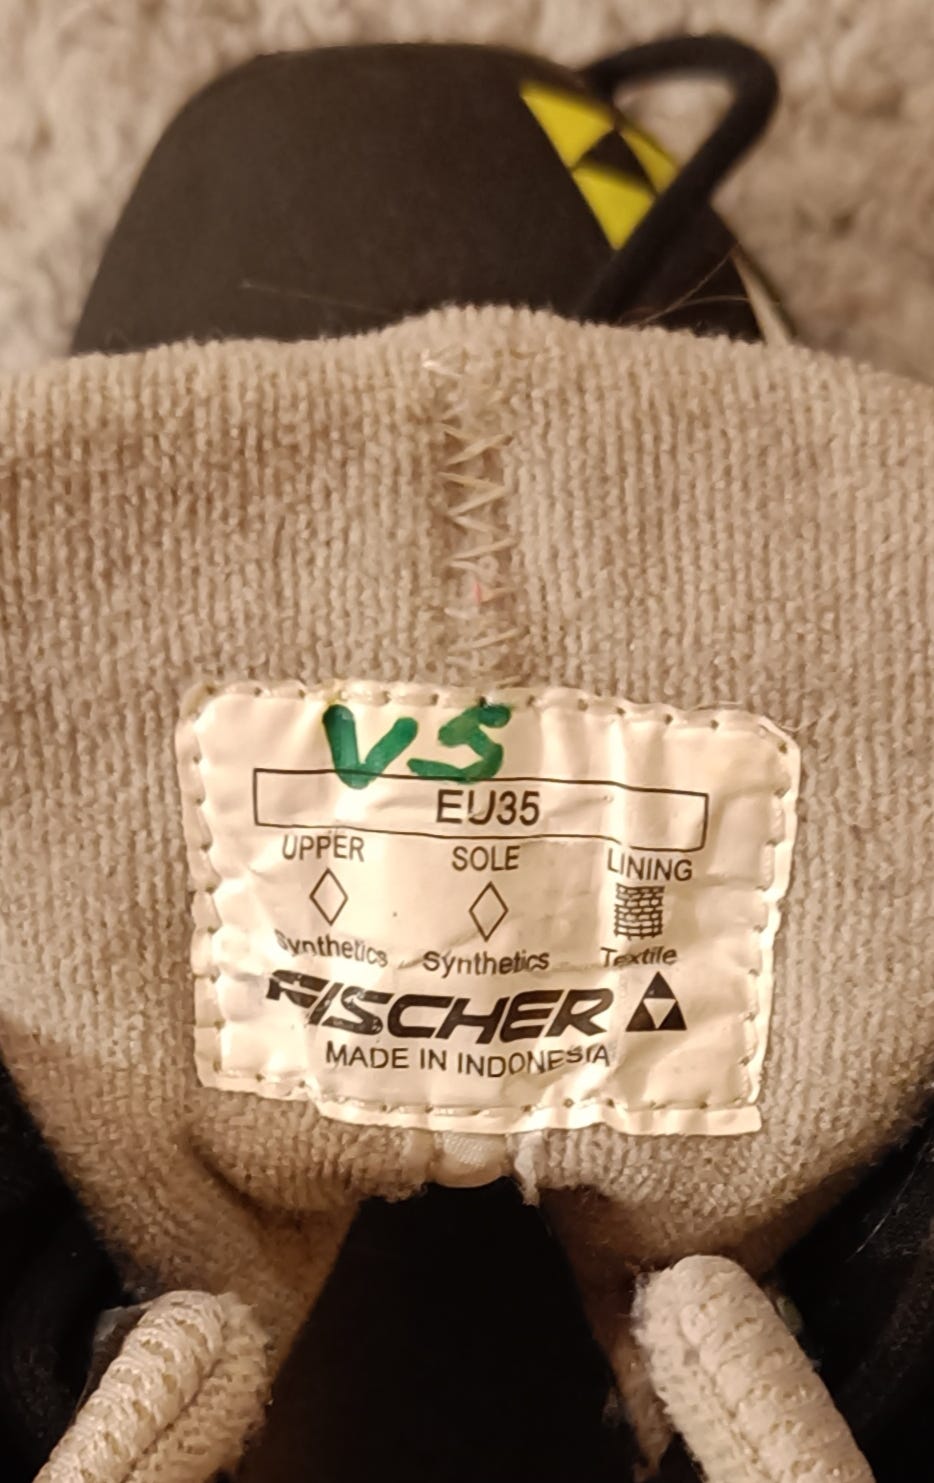 VS
EU35
UPPER SOLE LINING
Synthetics Synthetics Textile
FISCHER
MADE IN INDONESIA